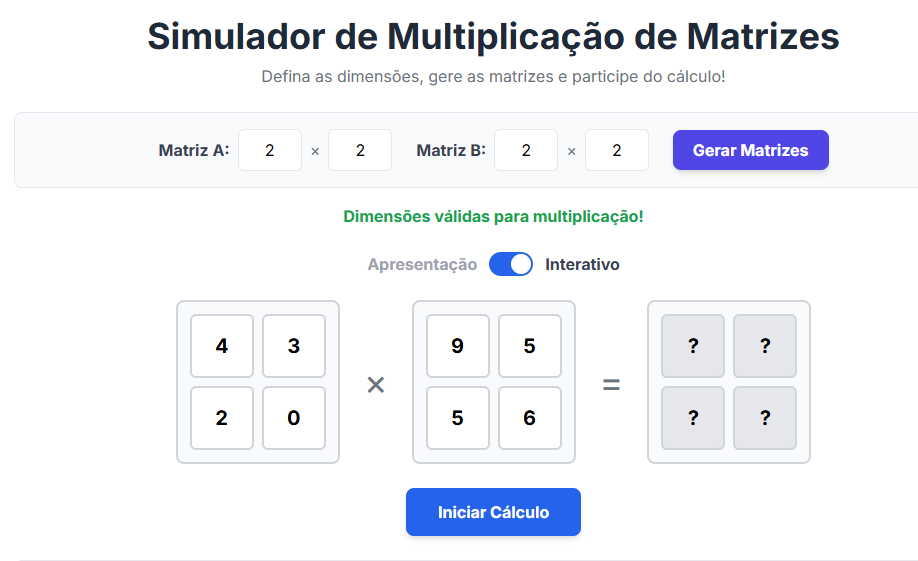 Simulador de Multiplicação de Matrizes
Defina as dimensões, gere as matrizes e participe do cálculo!
Matriz A: 2 × 2 Matriz B: 2 × 2 Gerar Matrizes
Dimensões válidas para multiplicação!
Apresentação Interativo
4 3 9 5 ? ?
× =
2 0 5 6 ? ?
Iniciar Cálculo